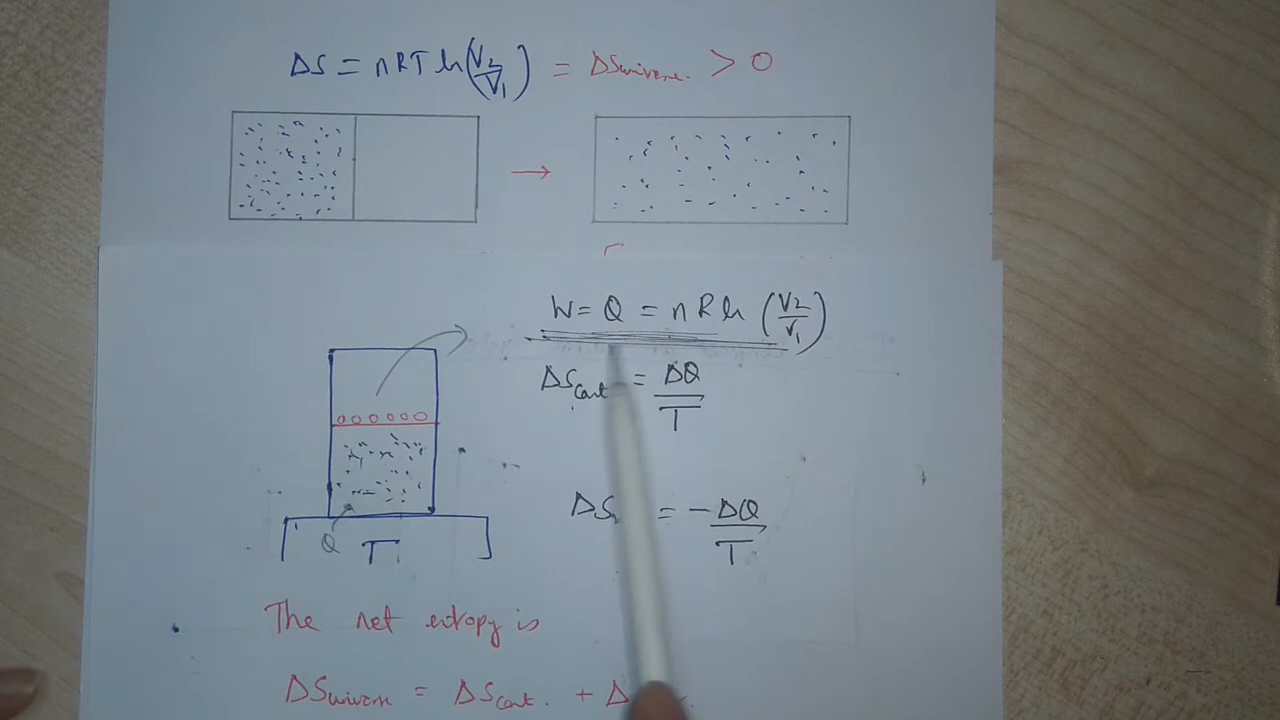 ΔS = nRT ln(V2/V1) = ΔSuniverse. > 0
W = Q = nR ln (V2/V1)
ΔScont = ΔQ/T
ΔS = -ΔQ/T
Q
T
The net entropy is
ΔSuniverse = ΔScont. + Δ